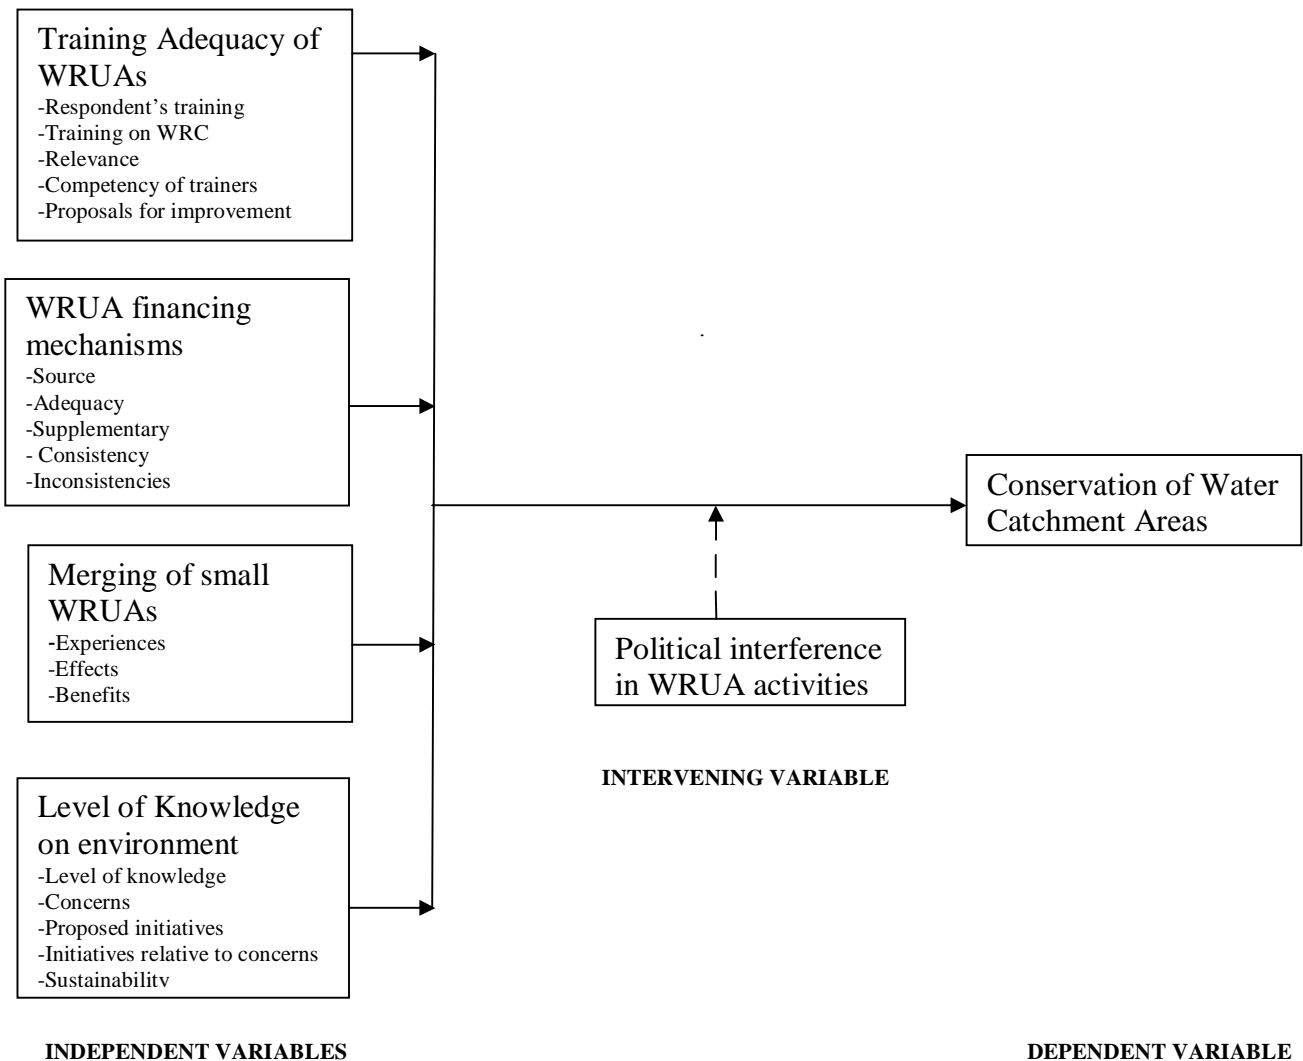 Training Adequacy of
WRUAs
-Respondent’s training
-Training on WRC
-Relevance
-Competency of trainers
-Proposals for improvement
WRUA financing
mechanisms
-Source
-Adequacy
-Supplementary
- Consistency
-Inconsistencies
Merging of small
WRUAs
-Experiences
-Effects
-Benefits
Level of Knowledge
on environment
-Level of knowledge
-Concerns
-Proposed initiatives
-Initiatives relative to concerns
-Sustainability
INDEPENDENT VARIABLES
Political interference
in WRUA activities
INTERVENING VARIABLE
Conservation of Water
Catchment Areas
DEPENDENT VARIABLE